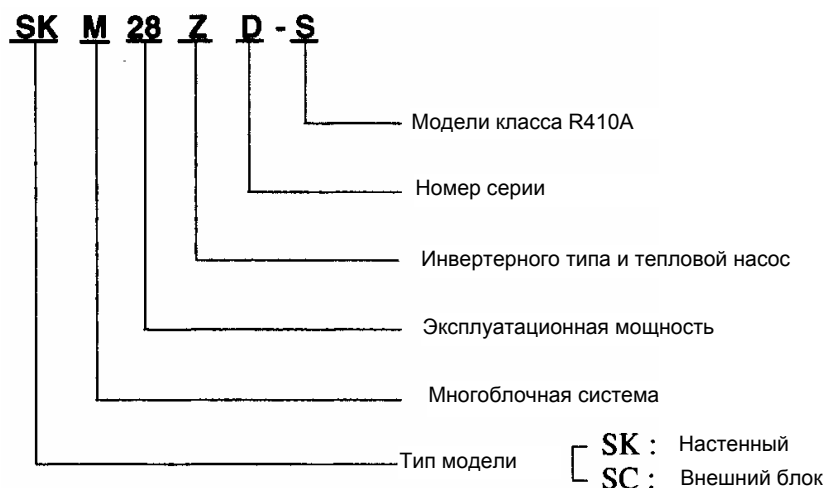 SK M 28 Z D - S
Модели класса R410A
Номер серии
Инвертерного типа и тепловой насос
Эксплуатационная мощность
Многоблочная система
Тип модели
SK : Настенный
SC : Внешний блок